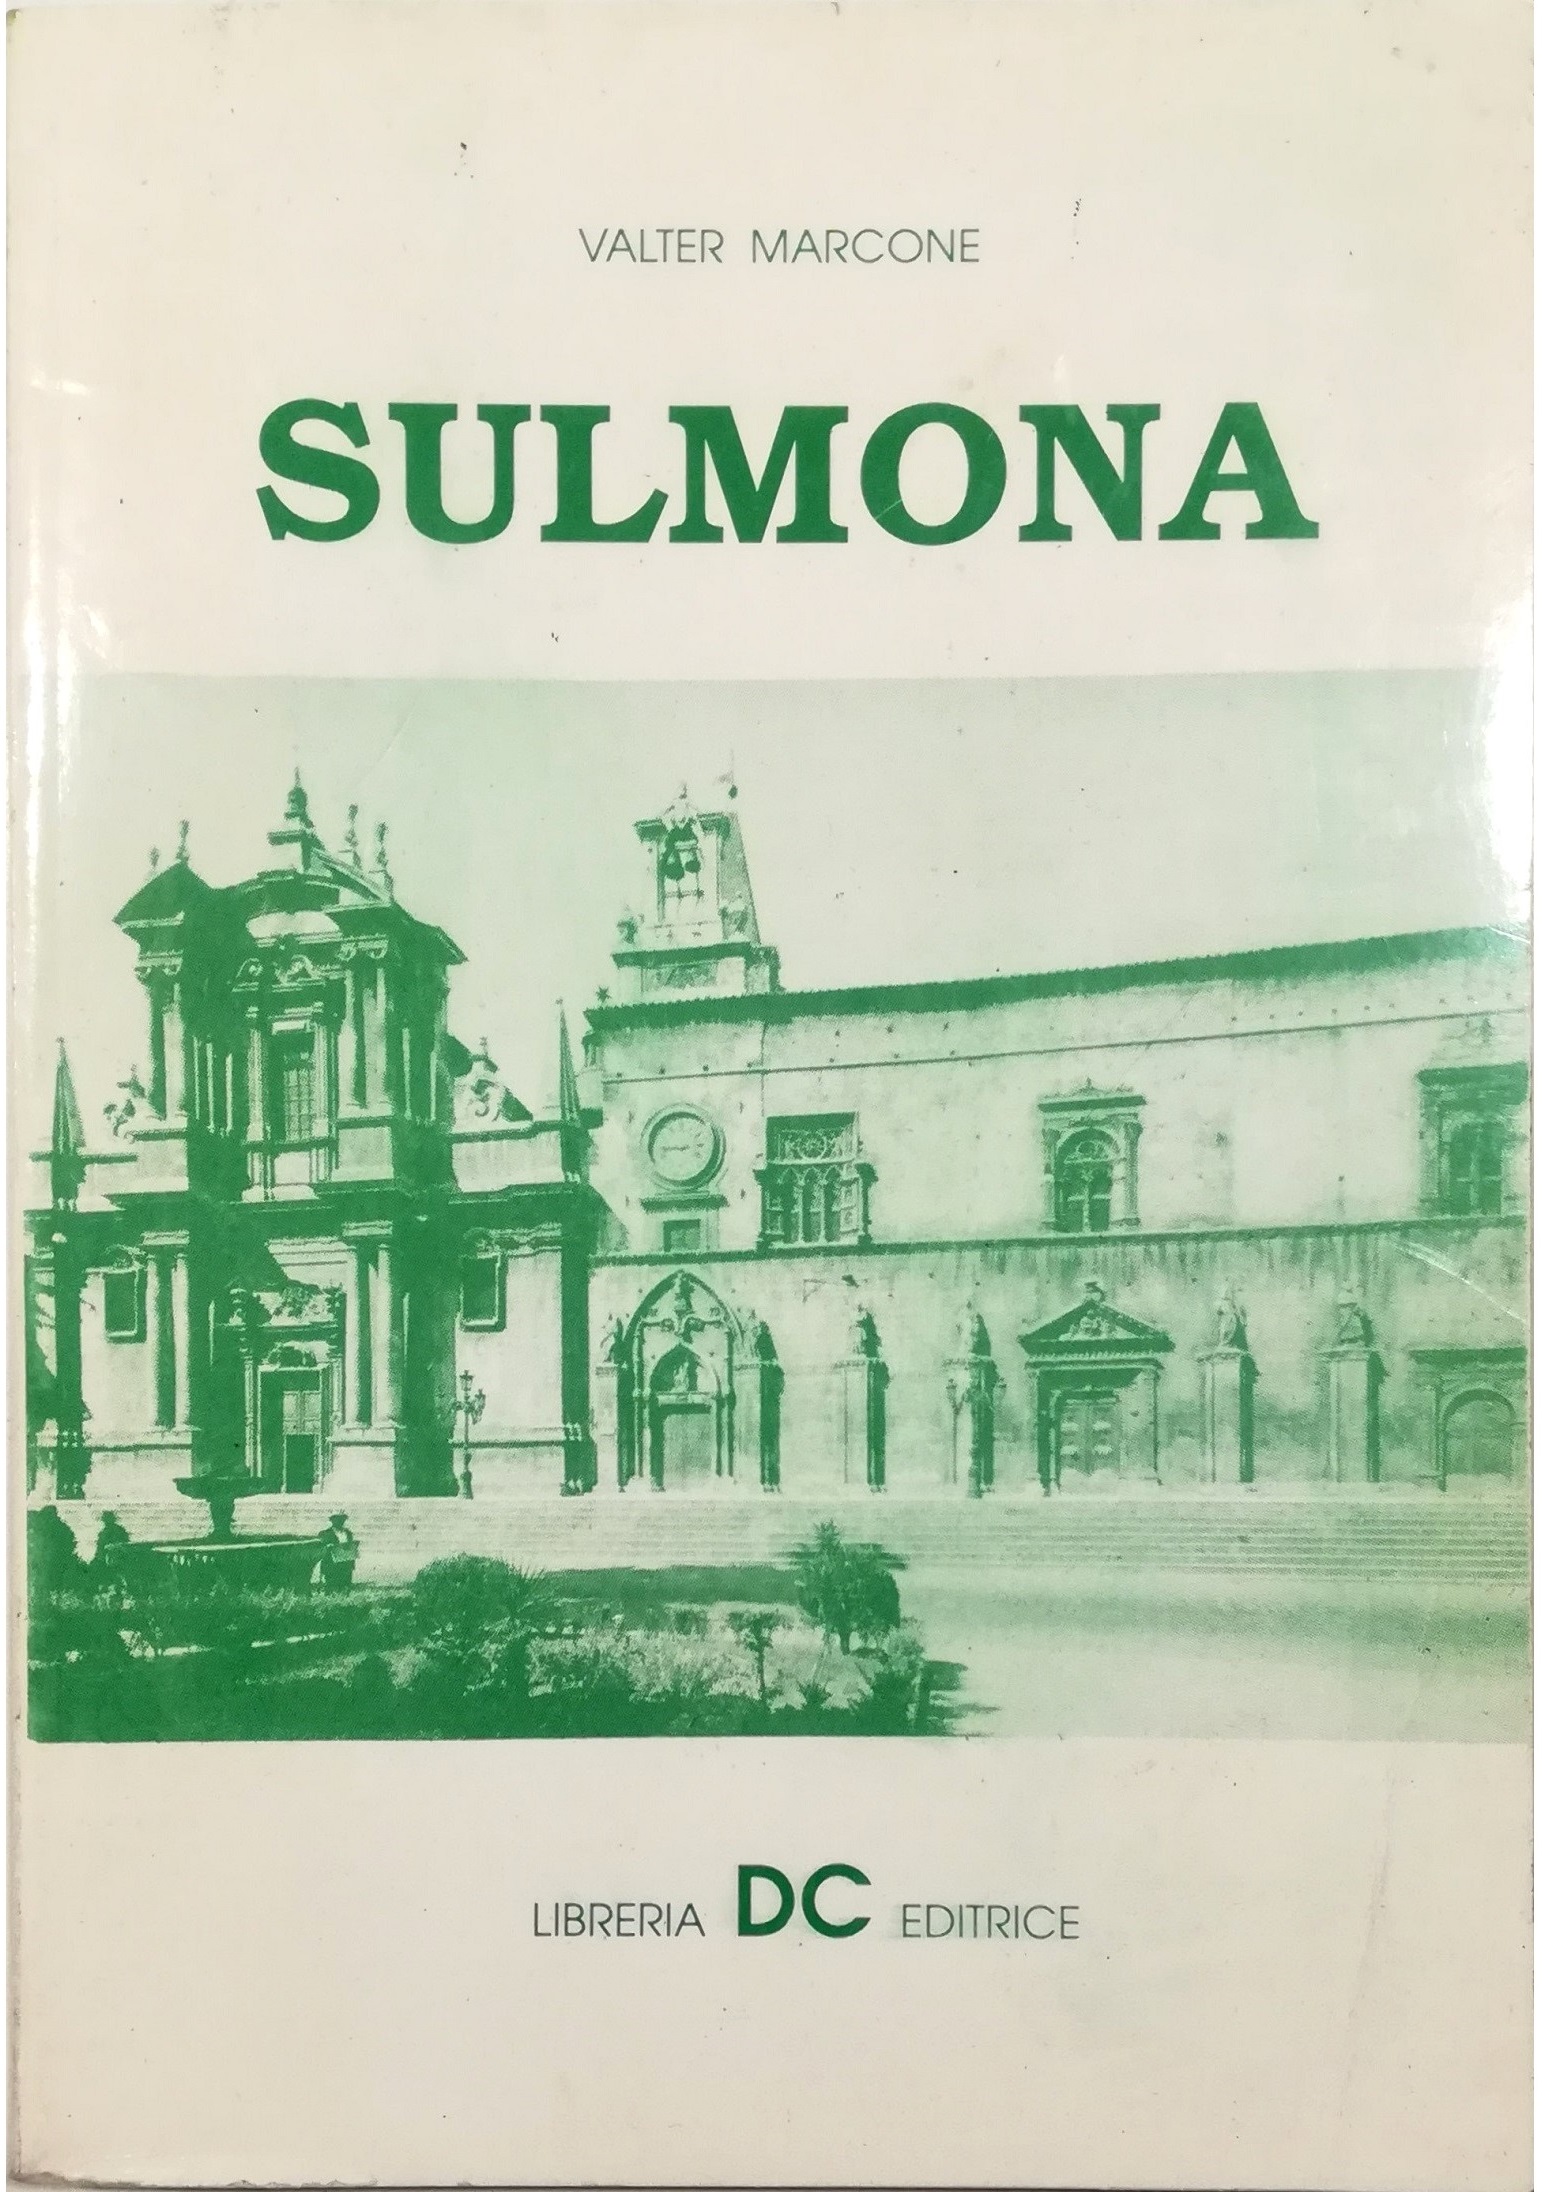 VALTER MARCONE
SULMONA
LIBRERIA DC EDITRICE